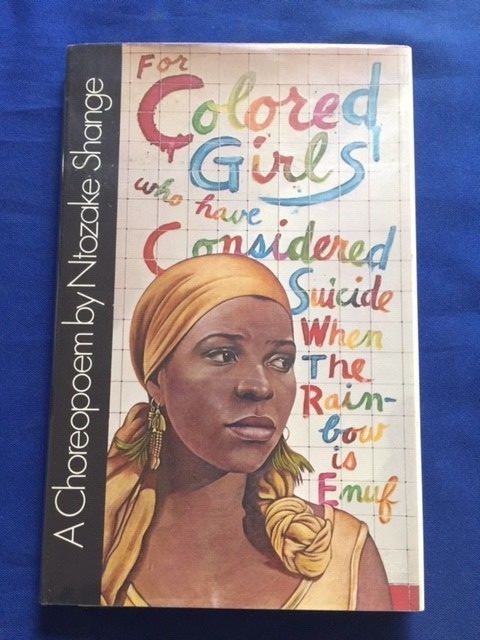 A Choreopoem by Ntozake Shange
For
Colored
Girls
who have
Considered
Suicide
When
The
Rain-
bow
is
Enuf